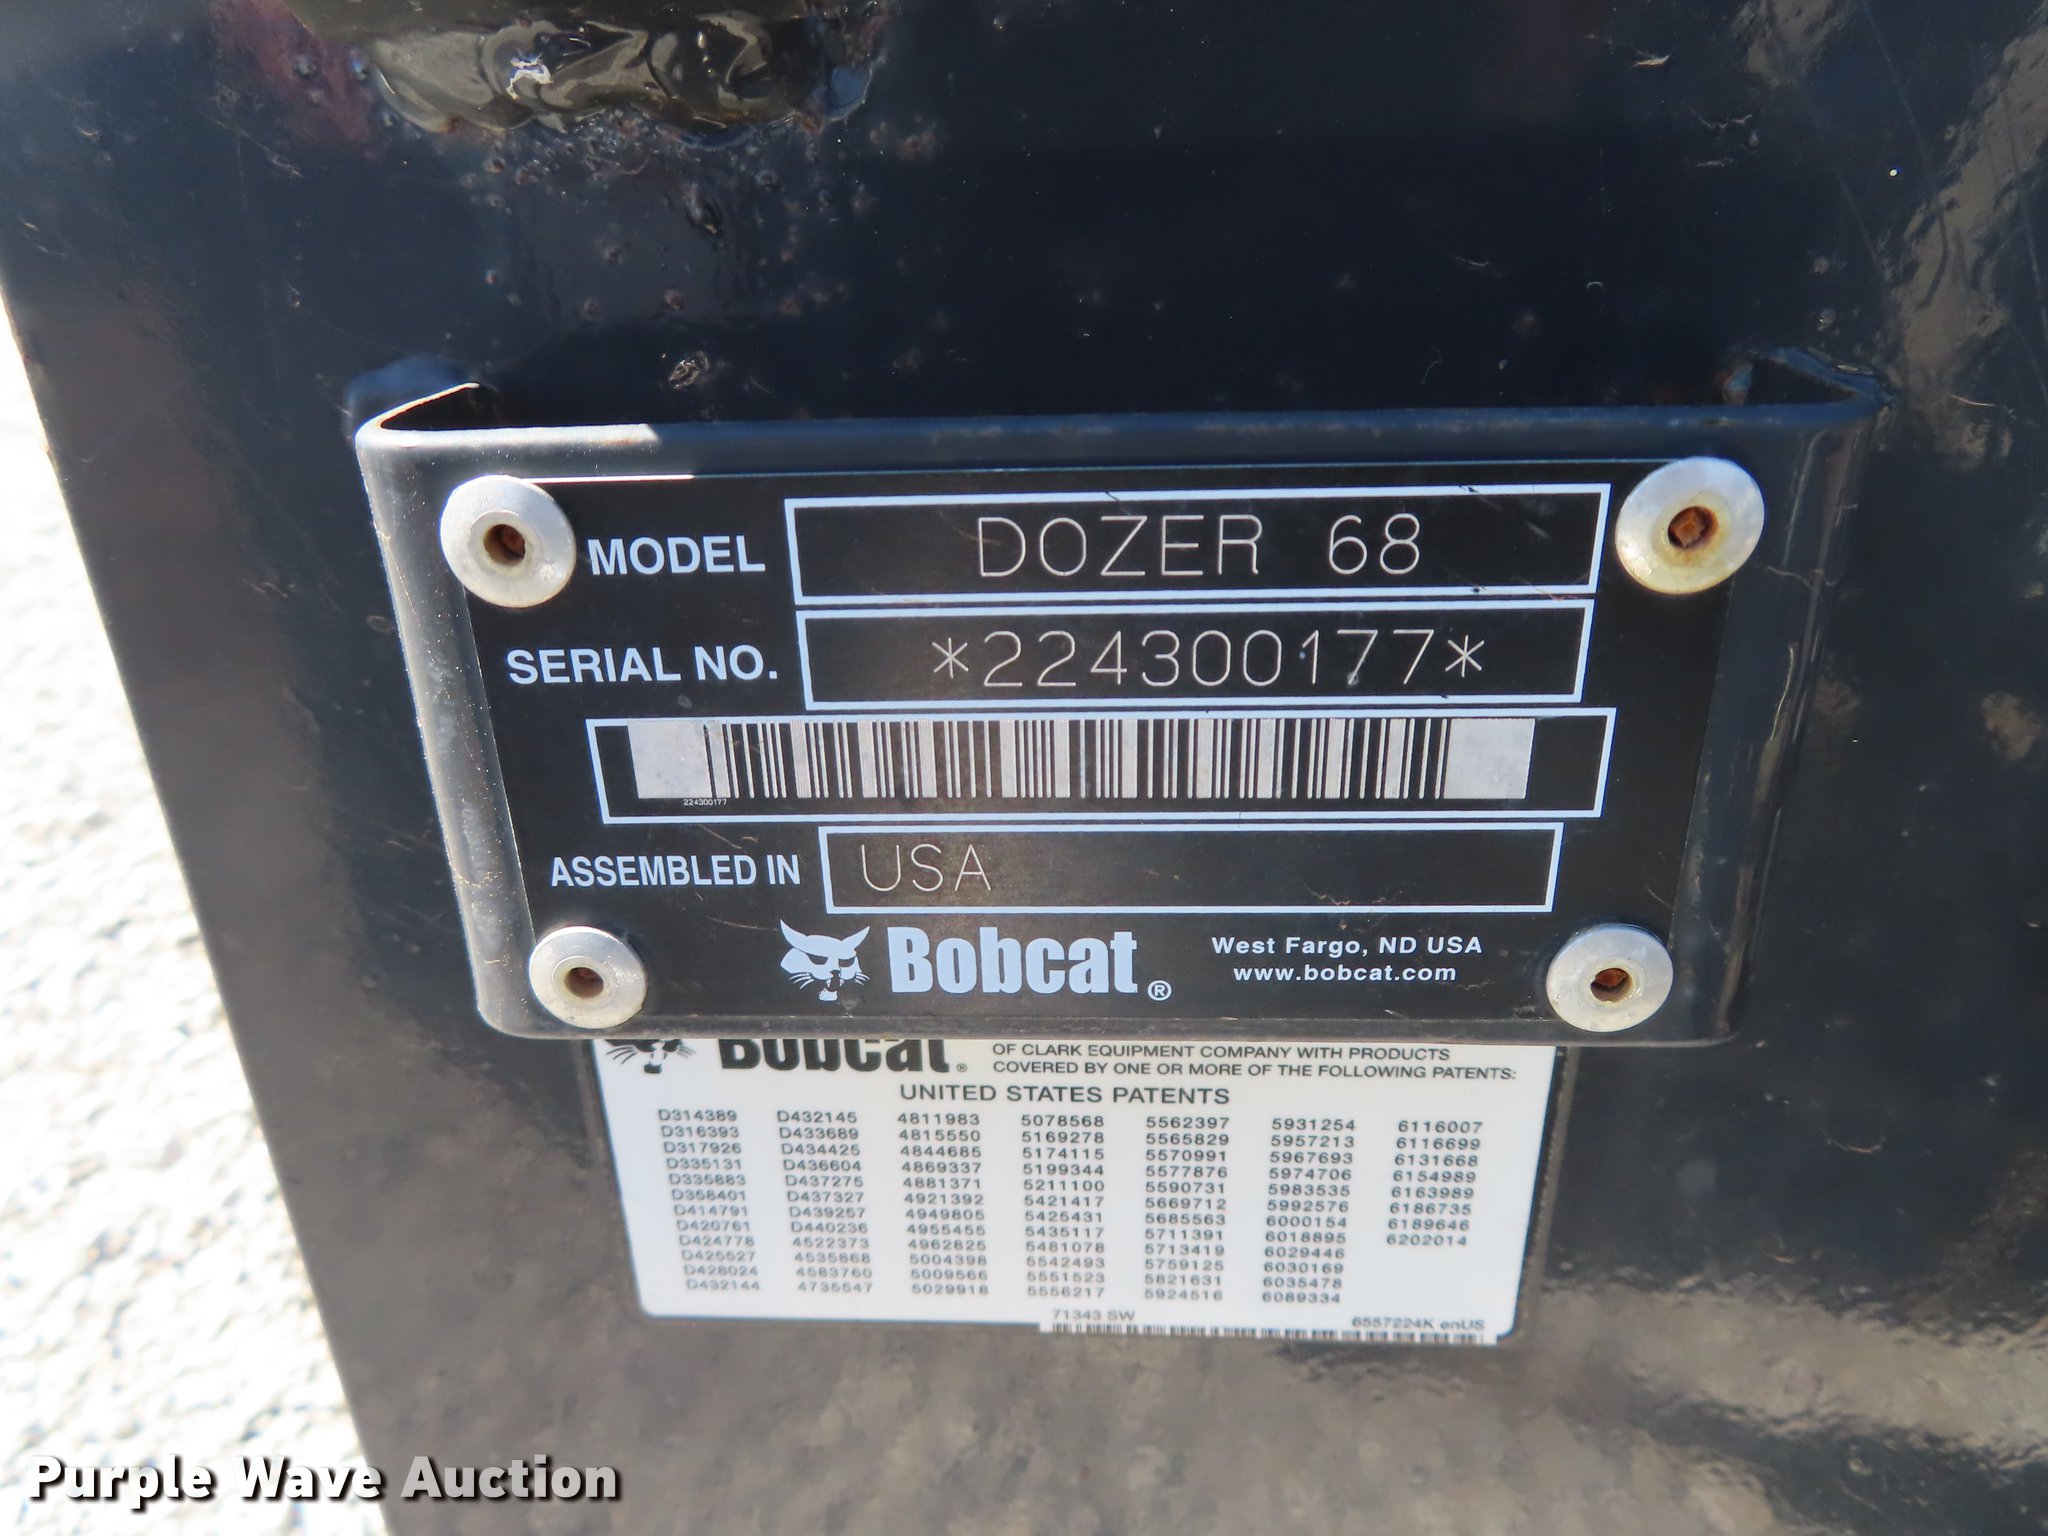 MODEL DOZER 68
SERIAL NO. *224300177*
224300177
ASSEMBLED IN USA
Bobcat® West Fargo, ND USA
www.bobcat.com
Bobcat® OF CLARK EQUIPMENT COMPANY WITH PRODUCTS
COVERED BY ONE OR MORE OF THE FOLLOWING PATENTS:
UNITED STATES PATENTS
D314389 D432145 4811983 5078568 5562397 5931254 6116007
D316393 D433689 4815550 5169278 5565829 5957213 6116699
D317926 D434425 4844685 5174115 5570991 5967693 6131668
D335131 D436604 4869337 5199344 5577876 5974706 6154989
D335883 D437275 4881371 5211100 5590731 5983535 6163989
D358401 D437327 4921392 5421417 5669712 5992576 6186735
D414791 D439257 4949805 5425431 5685563 6000154 6189646
D420761 D440236 4955455 5435117 5711391 6018895 6202014
D424778 4522373 4962825 5481078 5713419 6029446
D425527 4535868 5004398 5542493 5759125 6030169
D428024 4583760 5009566 5551523 5821631 6035478
D432144 4735547 5029918 5556217 5924516 6089334
71343 SW 6557224K enUS
Purple Wave Auction